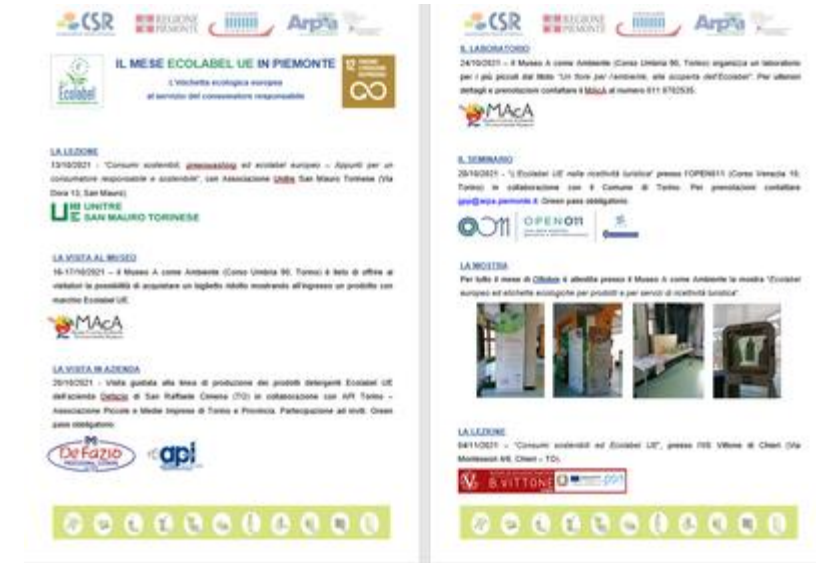 CSR REGIONE PIEMONTE Arpa
Ecolabel
IL MESE ECOLABEL UE IN PIEMONTE
L'etichetta ecologica europea
al servizio del consumatore responsabile
12
LA LEZIONE
13/10/2021 - "Consumi sostenibili, greenwashing ed ecolabel europeo – Appunti per un
consumatore responsabile e sostenibile", con Associazione Unitre San Mauro Torinese (Via
Dora 13, San Mauro)
UNITRE
SAN MAURO TORINESE
LA VISITA AL MUSEO
16-17/10/2021 – il Museo A come Ambiente (Corso Umbria 90, Torino) è lieto di offrire ai
visitatori la possibilità di acquistare un biglietto ridotto mostrando all'ingresso un prodotto con
marchio Ecolabel UE.
MAcA
LA VISITA IN AZIENDA
20/10/2021 - Visita guidata alla linea di produzione dei prodotti detergenti Ecolabel UE
dell'azienda Defazio di San Raffaele Cimena (TO) in collaborazione con API Torino –
Associazione Piccole e Medie Imprese di Torino e Provincia. Partecipazione ad inviti. Green
pass obbligatorio.
DeFazio
api
CSR REGIONE PIEMONTE Arpa
IL LABORATORIO
24/10/2021 – il Museo A come Ambiente (Corso Umbria 90, Torino) organizza un laboratorio
per i più piccoli dal titolo "Un fiore per l'ambiente, alla scoperta dell'Ecolabel". Per ulteriori
dettagli e prenotazioni contattare il MAcA al numero 011 0702535.
MAcA
IL SEMINARIO
28/10/2021 - "L'Ecolabel UE nella ricettività turistica" presso l'OPEN011 (Corso Venezia 10,
Torino) in collaborazione con il Comune di Torino. Per prenotazioni contattare
gpp@arpa.piemonte.it. Green pass obbligatorio.
OPEN011
LA MOSTRA
Per tutto il mese di Ottobre è allestita presso il Museo A come Ambiente la mostra "Ecolabel
europeo ed etichette ecologiche per prodotti e per servizi di ricettività turistica"
LA LEZIONE
04/11/2021 – "Consumi sostenibili ed Ecolabel UE", presso l'IIS Vittone di Chieri (Via
Montessori 4/6, Chieri – TO).
B.VITTONE pon